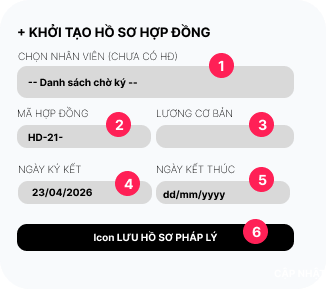 + KHỞI TẠO HỒ SƠ HỢP ĐỒNG
CHỌN NHÂN VIÊN (CHƯA CÓ HĐ)
1
-- Danh sách chờ ký --
MÃ HỢP ĐỒNG
LƯƠNG CƠ BẢN
2
3
HD-21-
NGÀY KÝ KẾT
NGÀY KẾT THÚC
4
5
23/04/2026
dd/mm/yyyy
6
Icon LƯU HỒ SƠ PHÁP LÝ